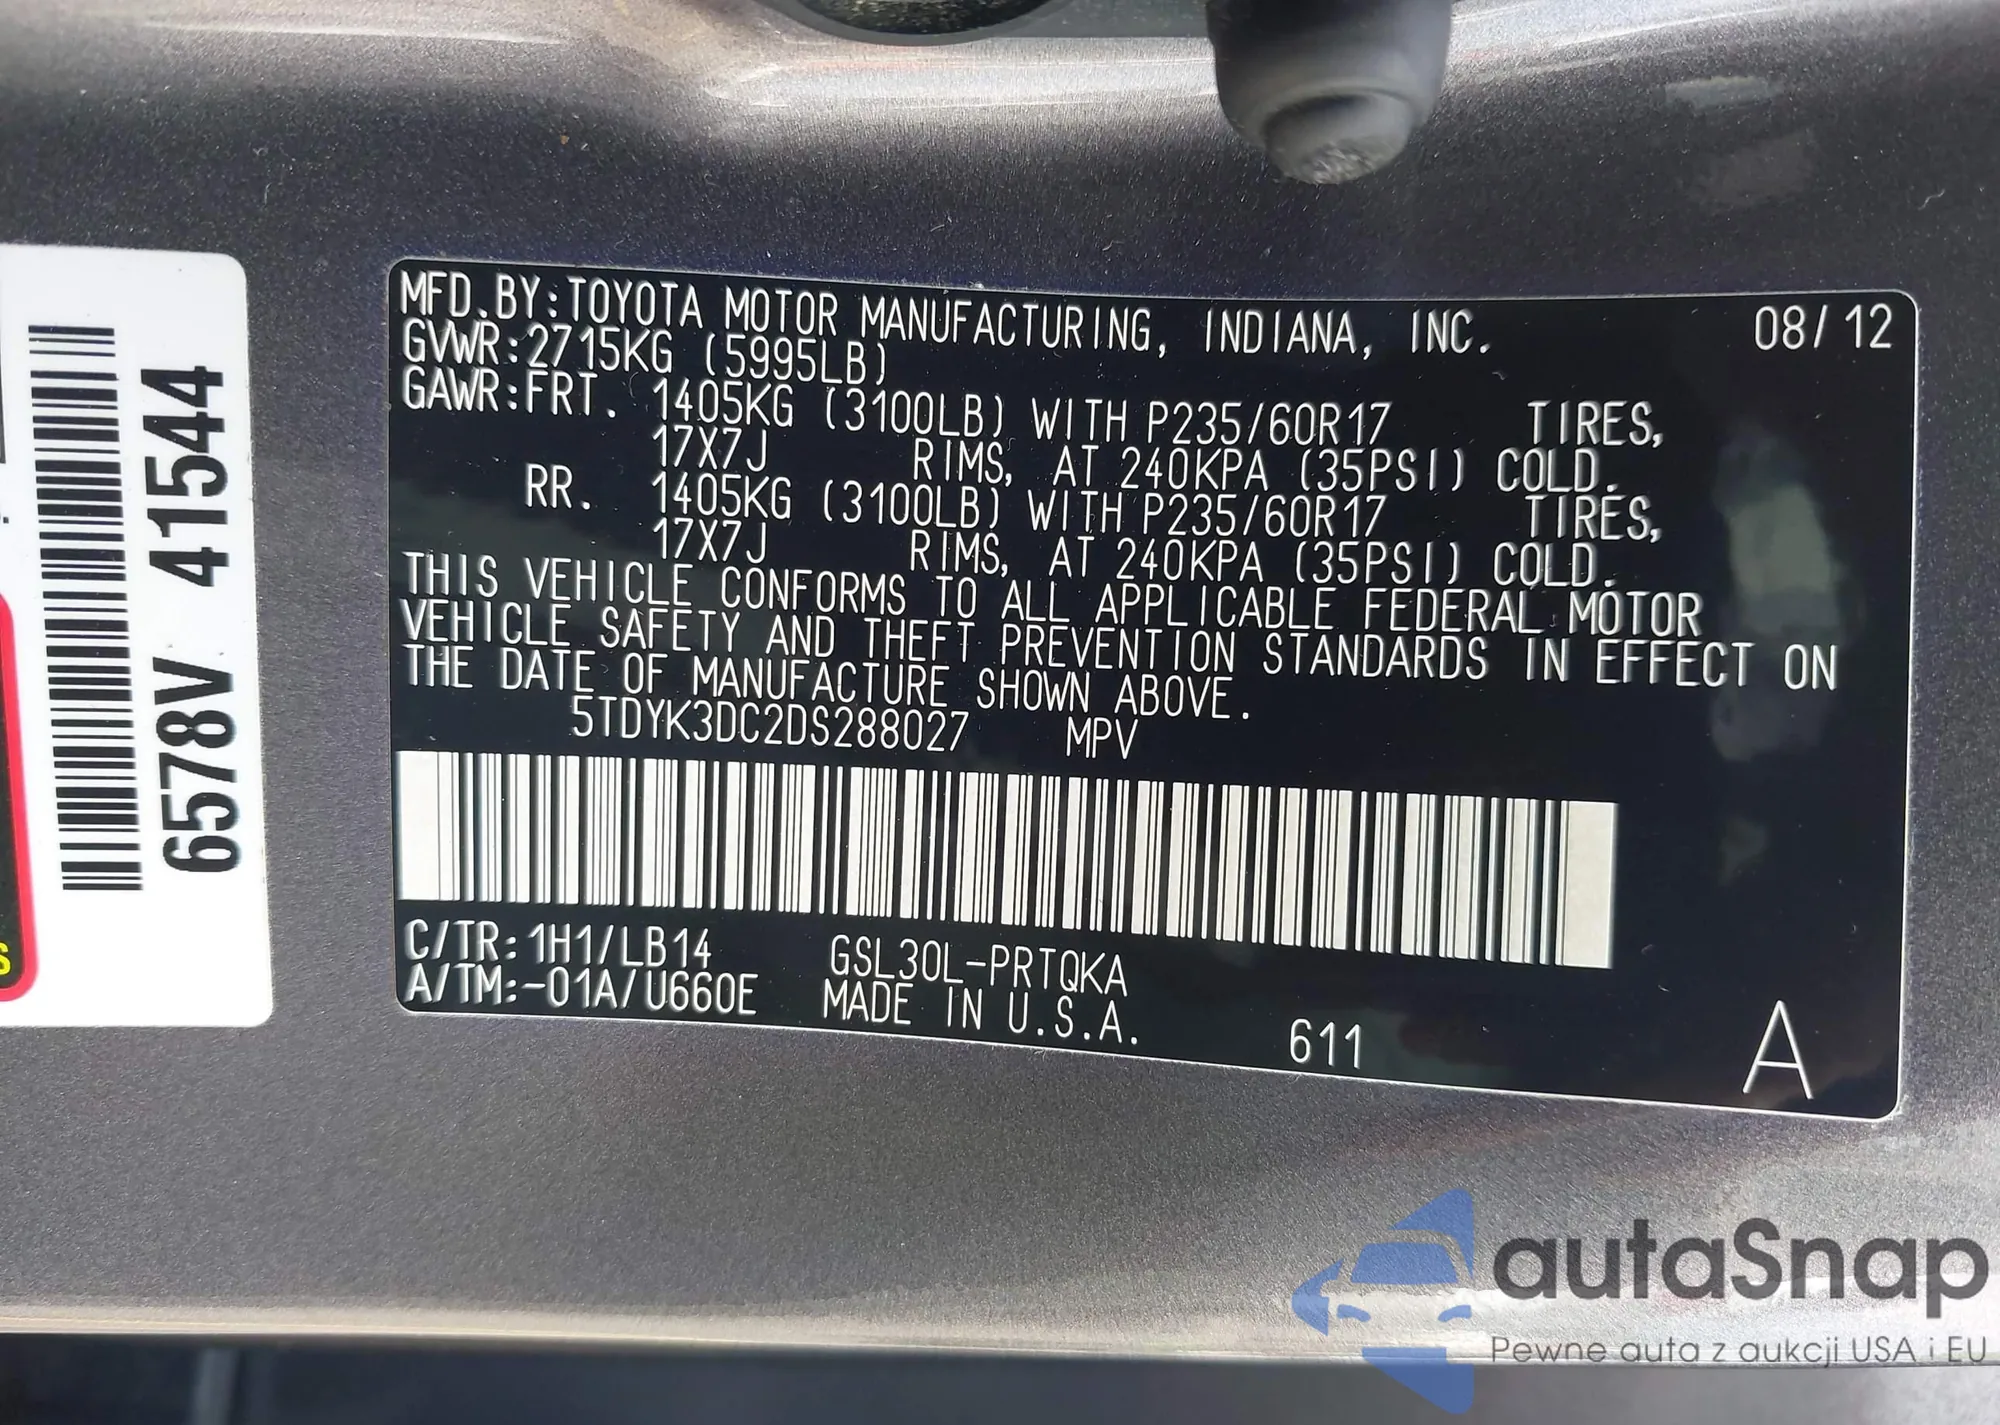 MFD.BY:TOYOTA MOTOR MANUFACTURING, INDIANA, INC. 08/12
GVWR:2715KG (5995LB)
GAWR:FRT. 1405KG (3100LB) WITH P235/60R17 TIRES,
17X7J RIMS, AT 240KPA (35PSI) COLD.
RR. 1405KG (3100LB) WITH P235/60R17 TIRES,
17X7J RIMS, AT 240KPA (35PSI) COLD.
THIS VEHICLE CONFORMS TO ALL APPLICABLE FEDERAL MOTOR
VEHICLE SAFETY AND THEFT PREVENTION STANDARDS IN EFFECT ON
THE DATE OF MANUFACTURE SHOWN ABOVE.
5TDYK3DC2DS288027 MPV
C/TR:1H1/LB14 GSL30L-PRTQKA
A/TM:-01A/U660E MADE IN U.S.A.
611
A
6578V 41544
S
autaSnap
Pewne auta z aukcji USA i EU